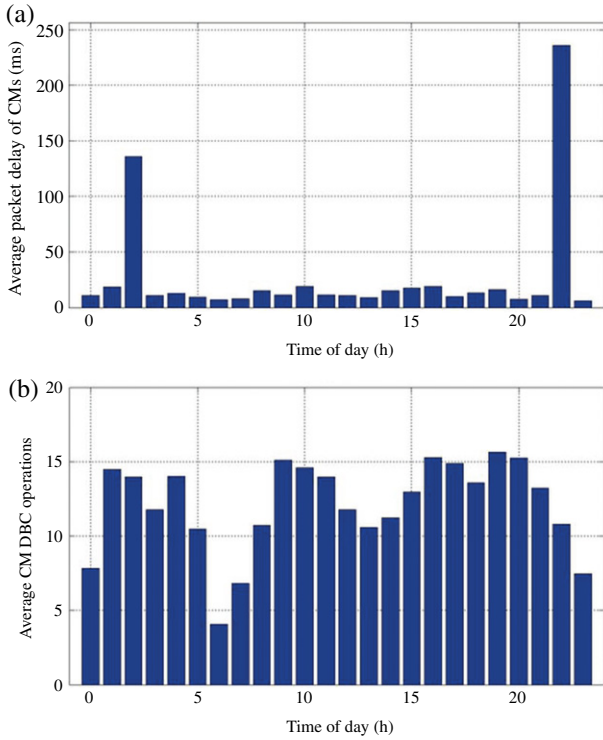 (a)
Average packet delay of CMs (ms)
250
200
150
100
50
0
0 5 10 15 20
Time of day (h)
(b)
Average CM DBC operations
20
15
10
5
0
0 5 10 15 20
Time of day (h)